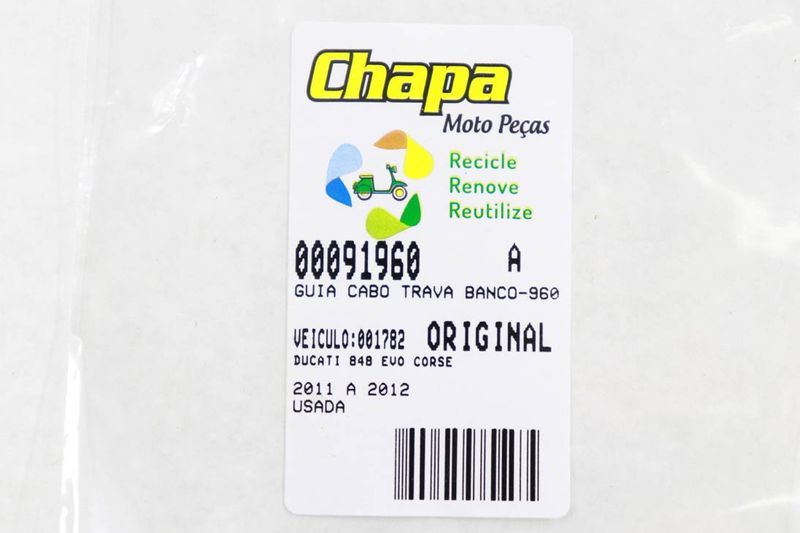 Chapa
Moto Peças
Recicle
Renove
Reutilize
00091960 A
GUIA CABO TRAVA BANCO-960
VEICULO:001782 ORIGINAL
DUCATI 848 EVO CORSE
2011 A 2012
USADA